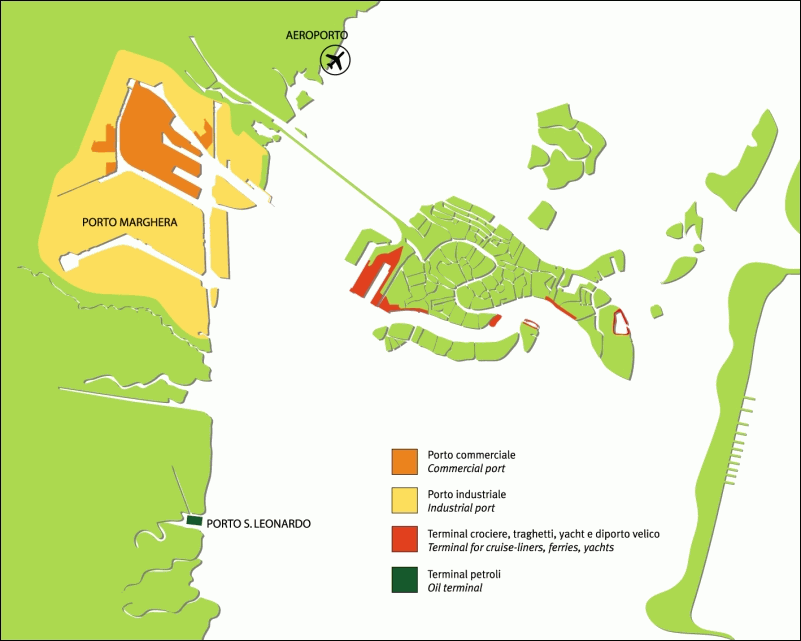 AEROPORTO
PORTO MARGHERA
Porto commerciale
Commercial port
Porto industriale
Industrial port
Terminal crociere, traghetti, yacht e diporto velico
Terminal for cruise-liners, ferries, yachts
PORTO S. LEONARDO
Terminal petroli
Oil terminal